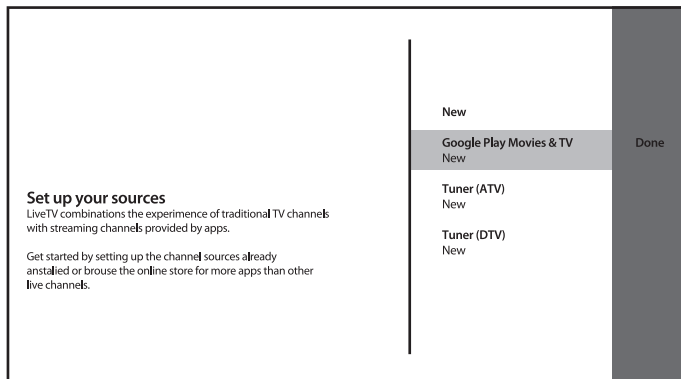 Set up your sources
LiveTV combinations the experimence of traditional TV channels
with streaming channels provided by apps.
Get started by setting up the channel sources already
anstalied or brouse the online store for more apps than other
live channels.
New
Google Play Movies & TV
New
Tuner (ATV)
New
Tuner (DTV)
New
Done